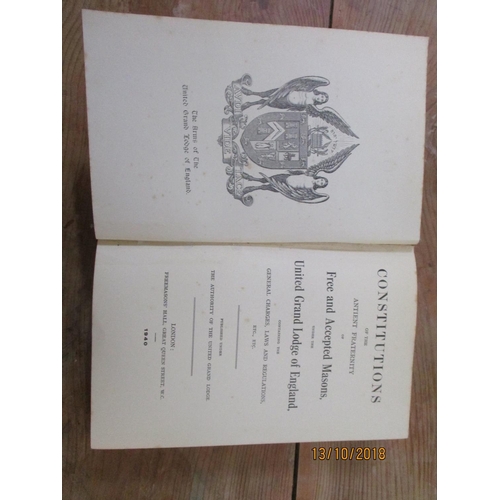 The Arms of The
United Grand Lodge of England.
CONSTITUTIONS
OF THE
ANTIENT FRATERNITY
OF
Free and Accepted Masons,
UNDER THE
United Grand Lodge of England,
CONTAINING THE
GENERAL CHARGES, LAWS AND REGULATIONS,
ETC., ETC.
PUBLISHED UNDER
THE AUTHORITY OF THE UNITED GRAND LODGE
LONDON:
FREEMASONS' HALL, GREAT QUEEN STREET, W.C.
1940
13/10/2018